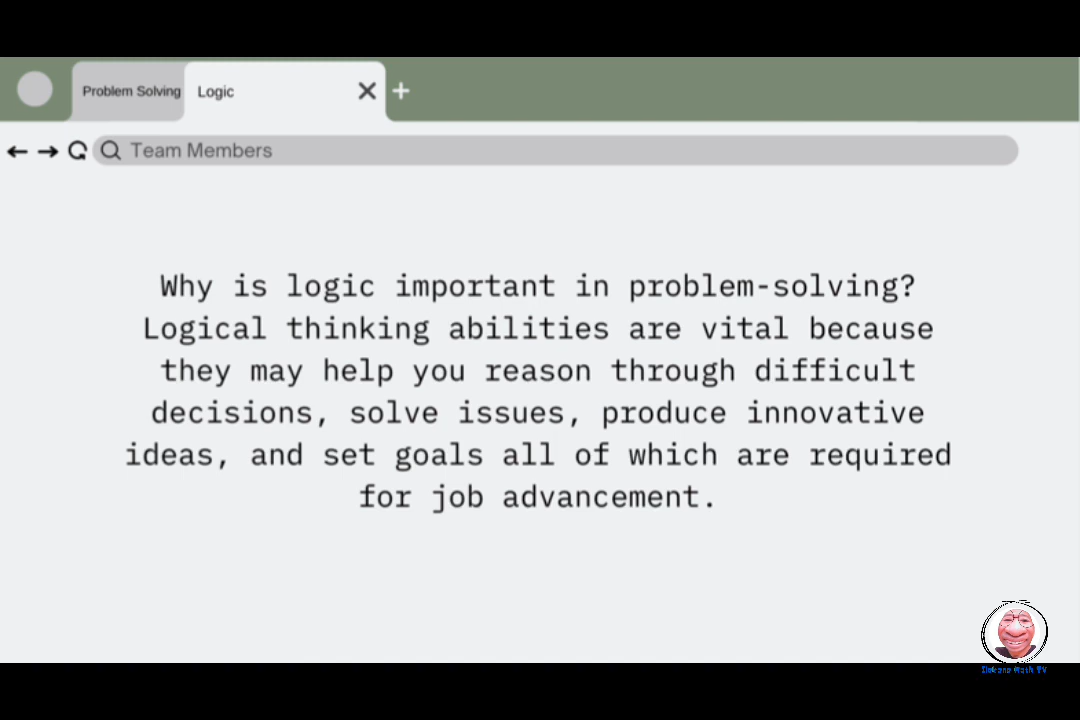 Problem Solving
Logic
Team Members
Why is logic important in problem-solving?
Logical thinking abilities are vital because
they may help you reason through difficult
decisions, solve issues, produce innovative
ideas, and set goals all of which are required
for job advancement.